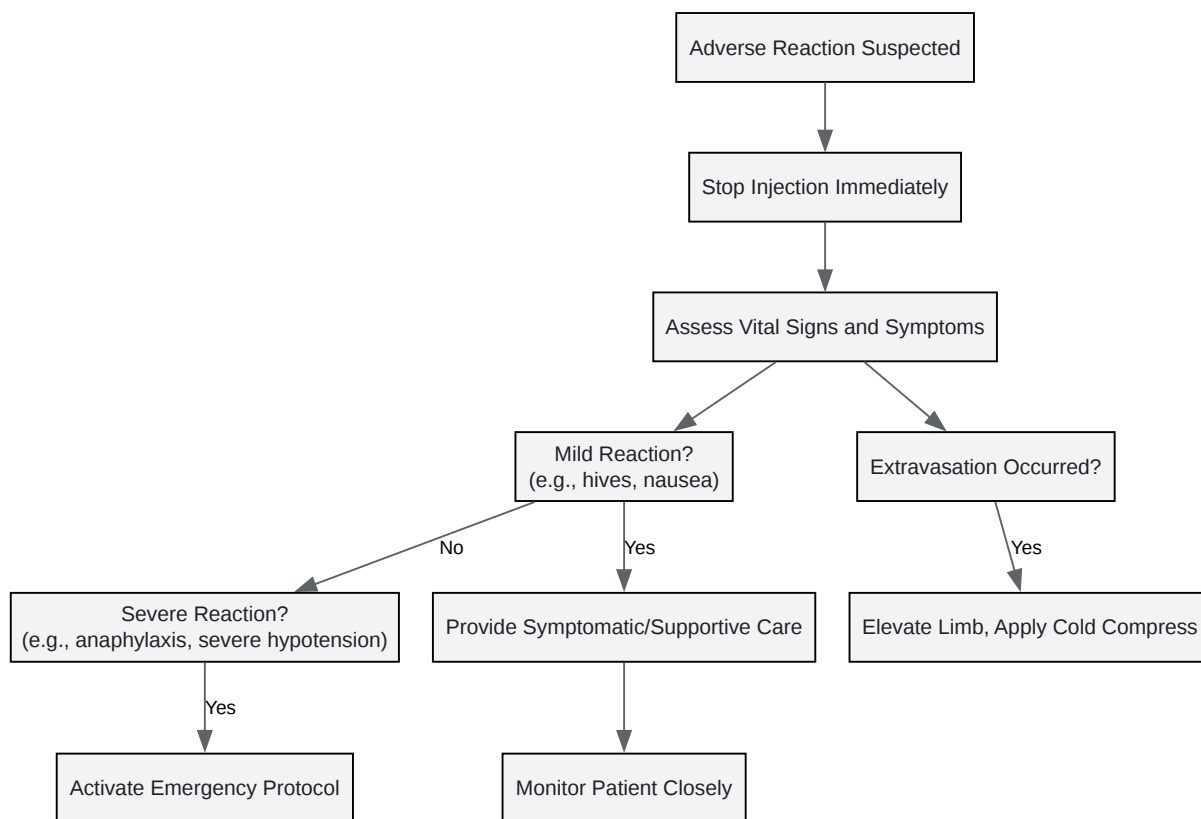 Adverse Reaction Suspected
Stop Injection Immediately
Assess Vital Signs and Symptoms
Mild Reaction?
(e.g., hives, nausea)
Extravasation Occurred?
No
Yes
Yes
Severe Reaction?
(e.g., anaphylaxis, severe hypotension)
Provide Symptomatic/Supportive Care
Elevate Limb, Apply Cold Compress
Yes
Activate Emergency Protocol
Monitor Patient Closely